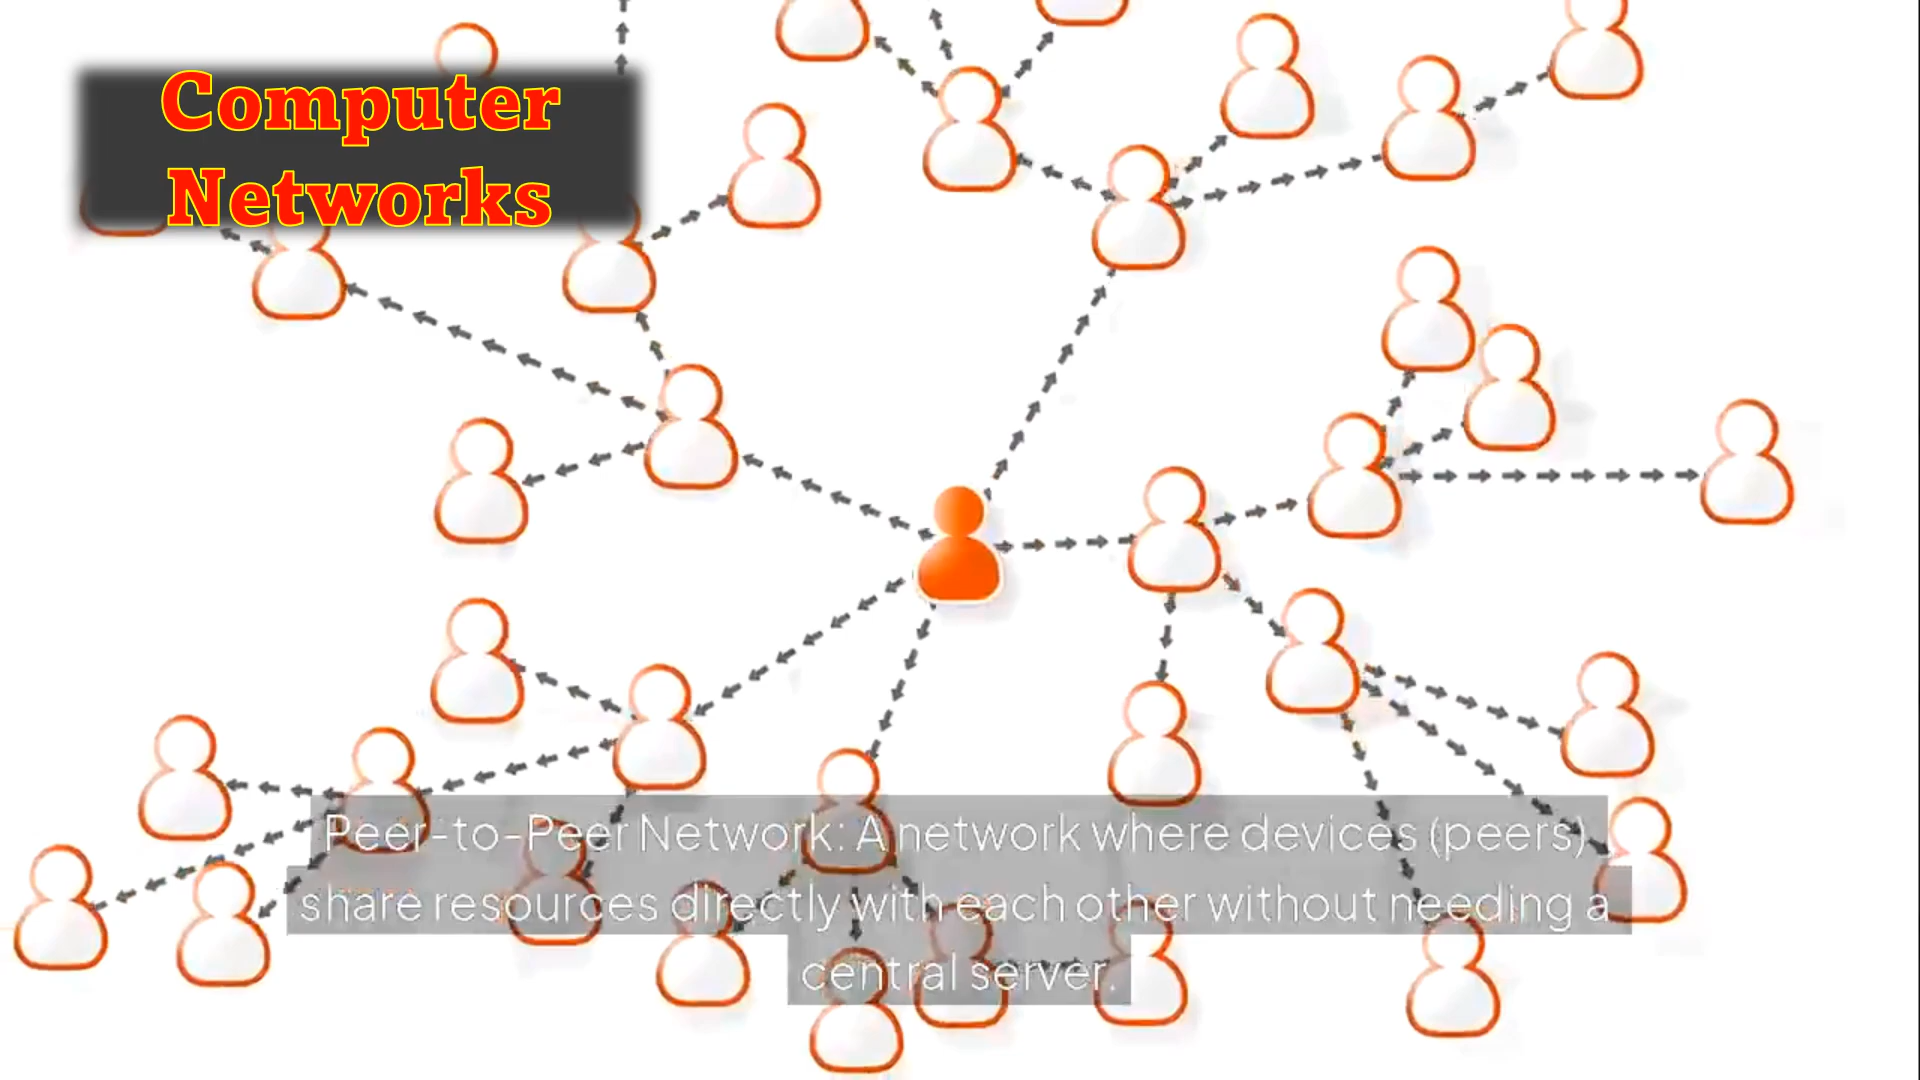 Computer
Networks
Peer-to-Peer Network: A network where devices (peers)
share resources directly with each other without needing a
central server.